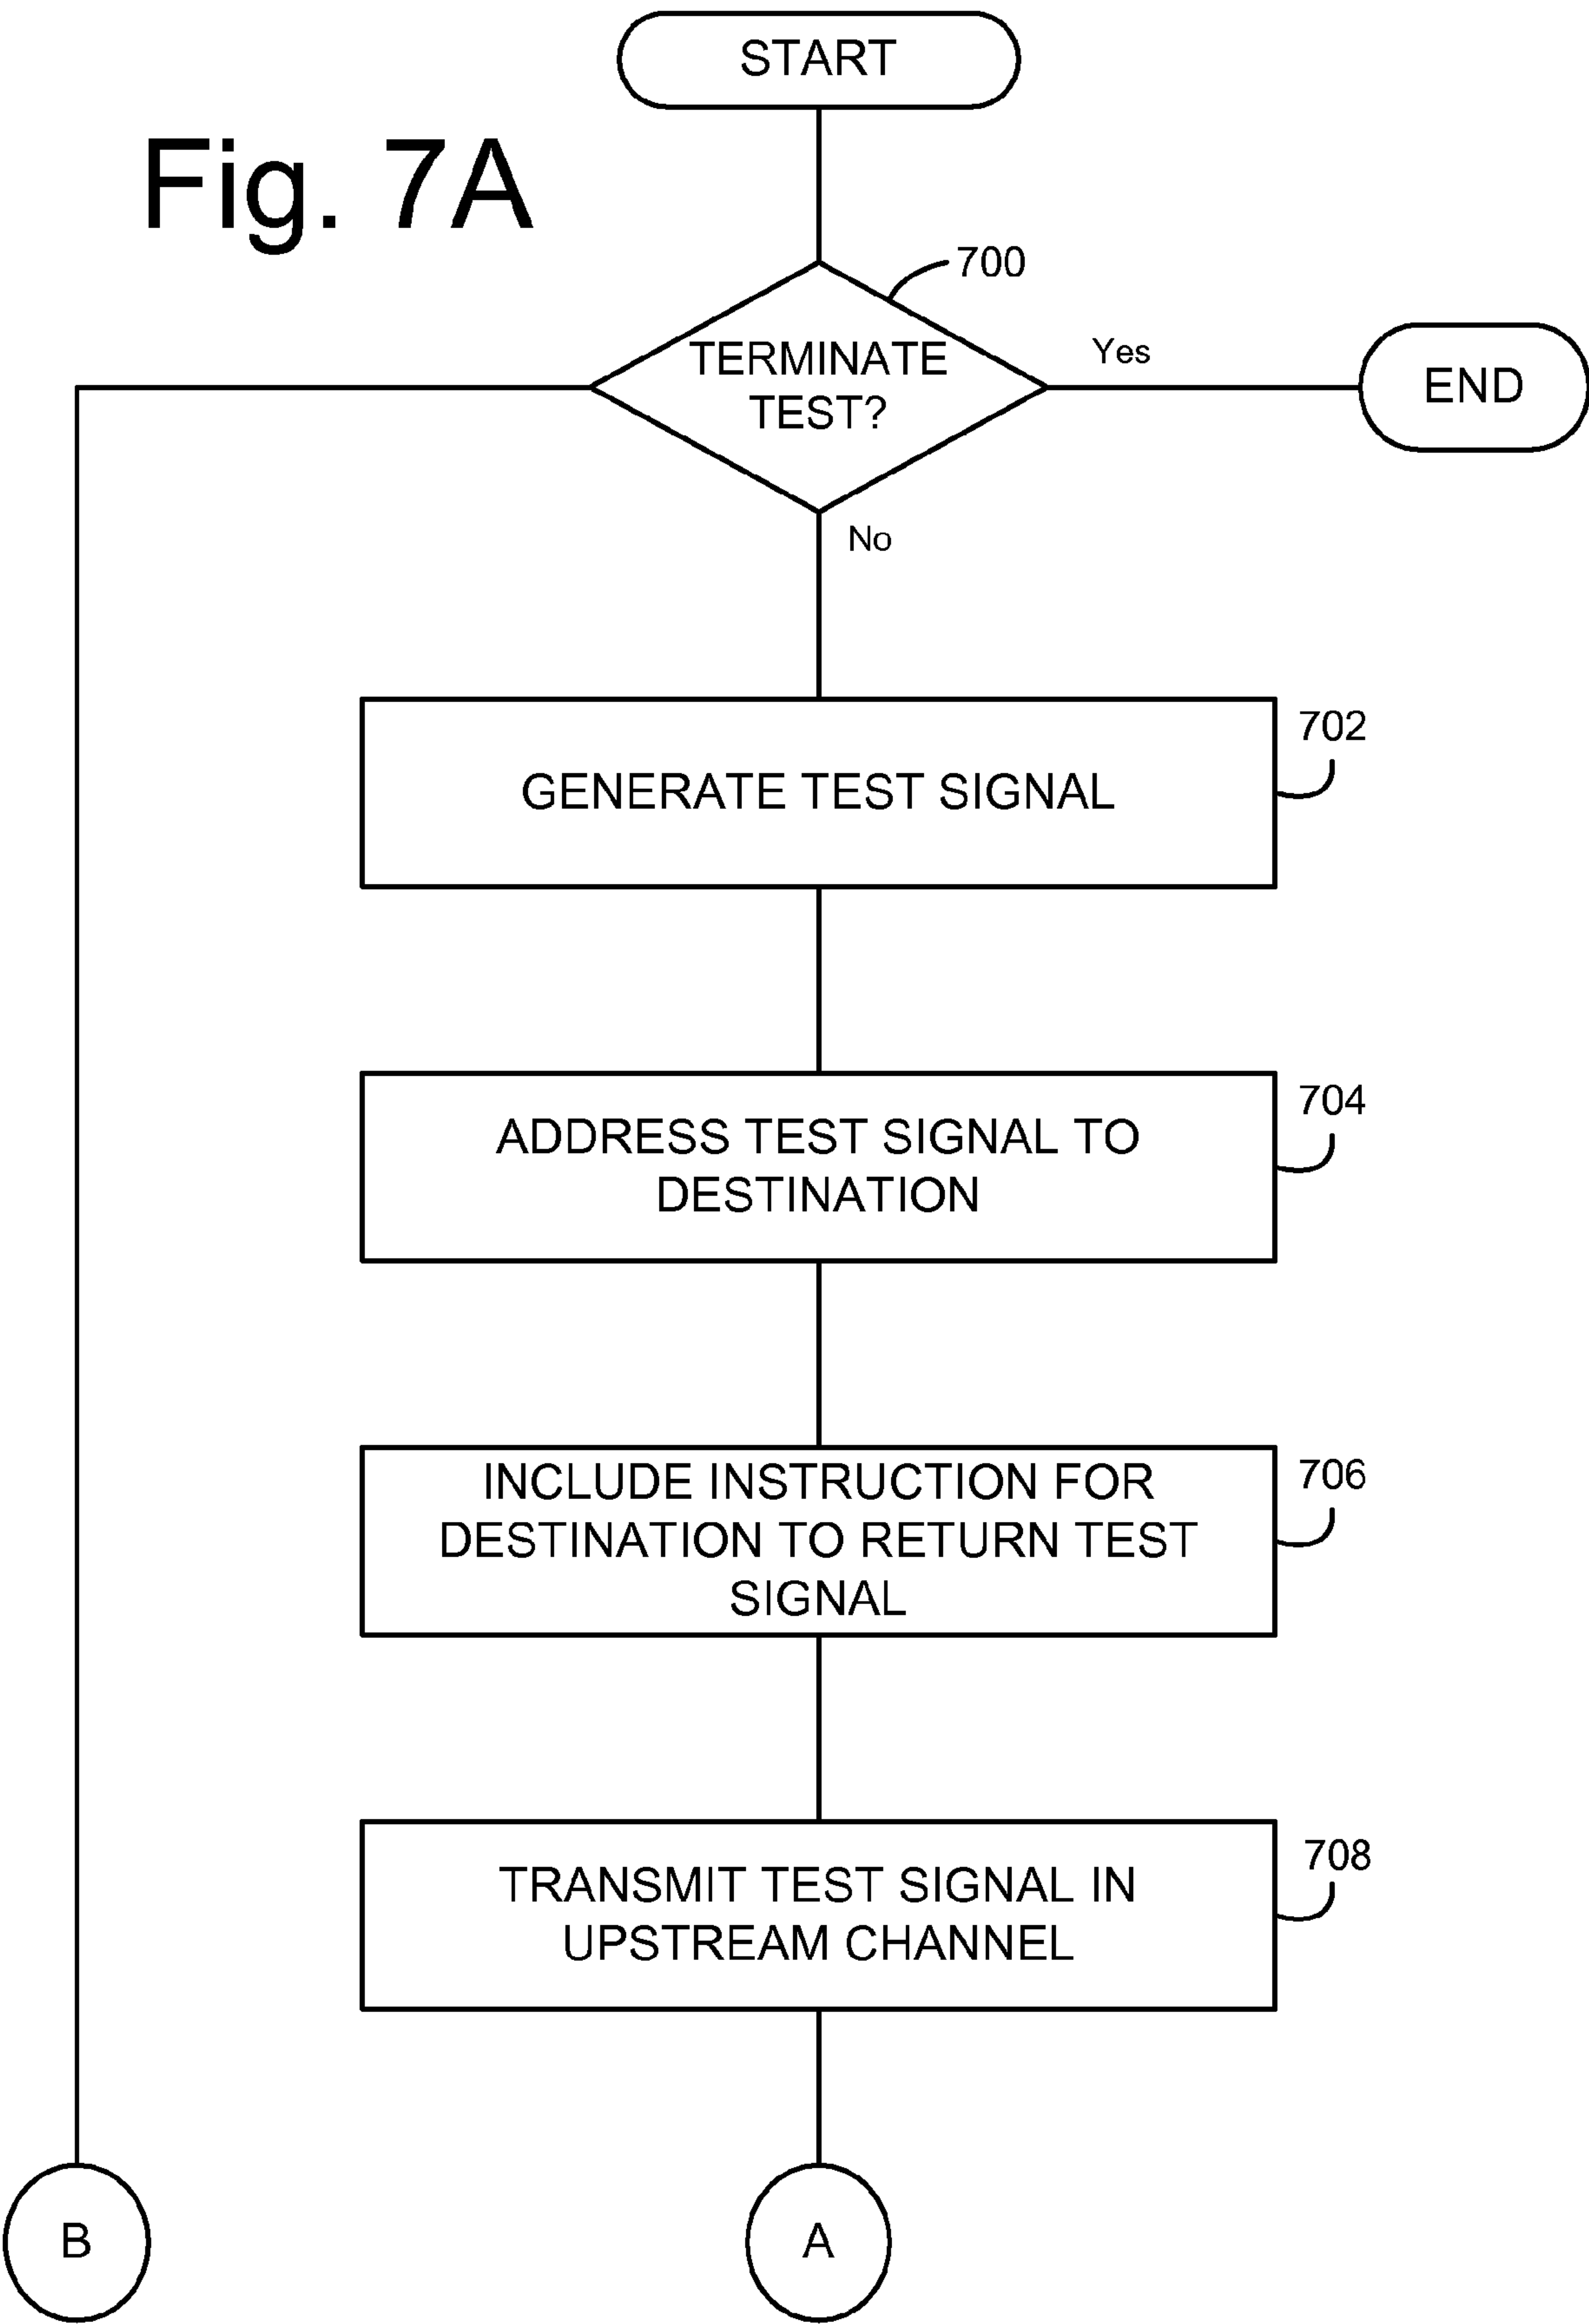 START
Fig. 7A
700
TERMINATE
TEST?
Yes
END
No
702
GENERATE TEST SIGNAL
704
ADDRESS TEST SIGNAL TO
DESTINATION
706
INCLUDE INSTRUCTION FOR
DESTINATION TO RETURN TEST
SIGNAL
708
TRANSMIT TEST SIGNAL IN
UPSTREAM CHANNEL
B
A